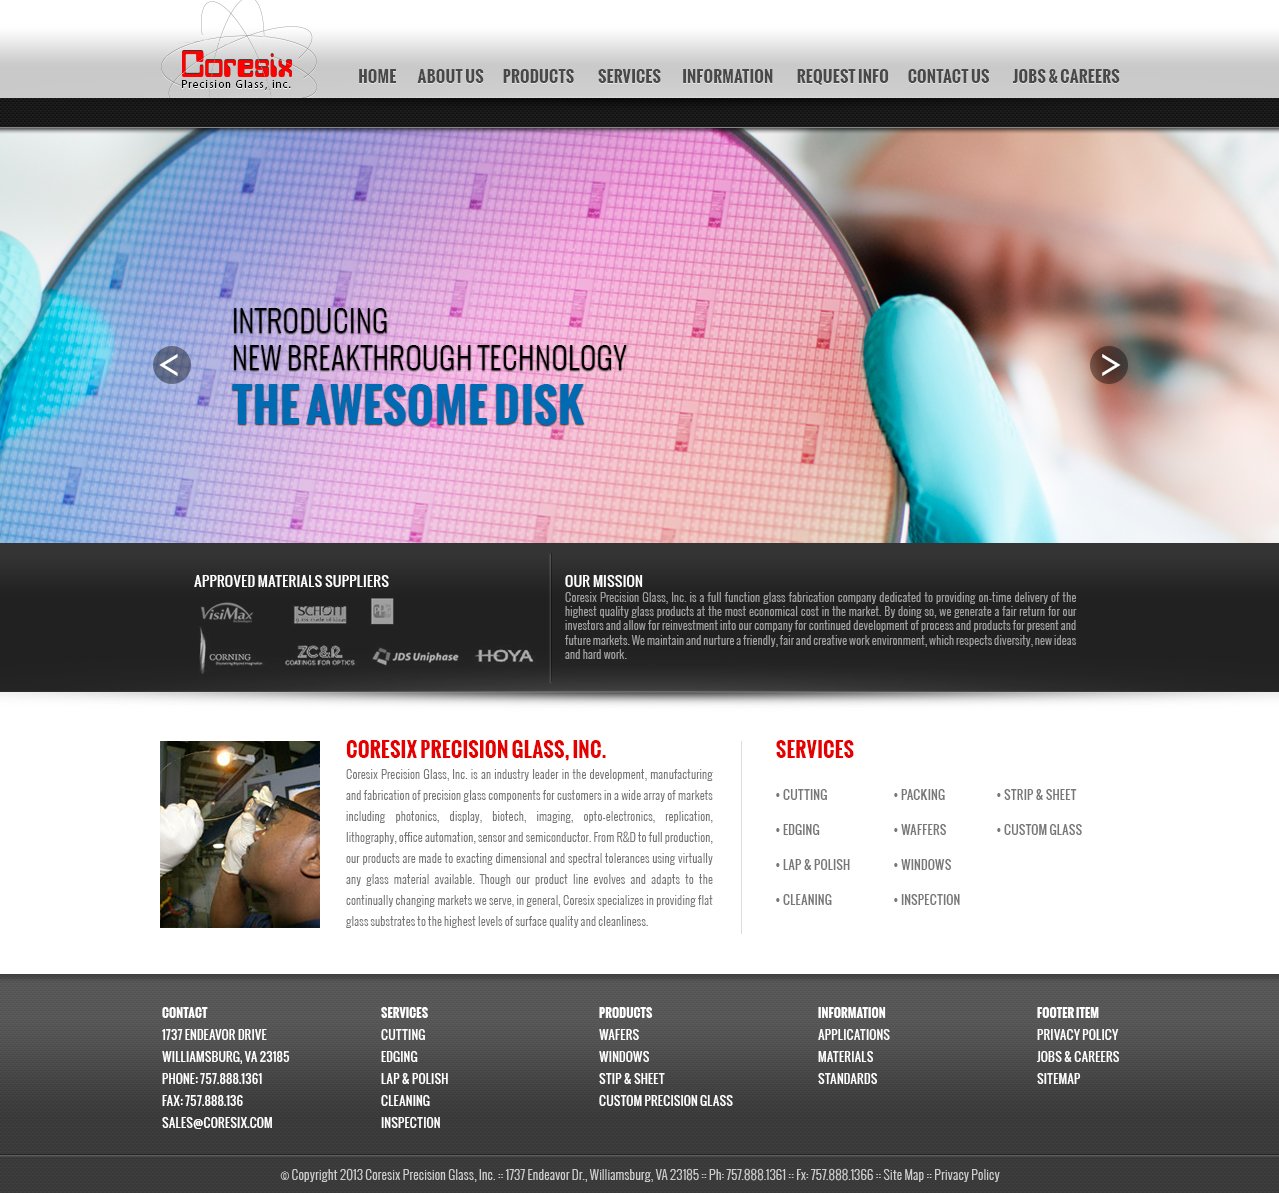 Coresix
Precision Glass, inc.
HOME ABOUT US PRODUCTS SERVICES INFORMATION REQUEST INFO CONTACT US JOBS & CAREERS
INTRODUCING
NEW BREAKTHROUGH TECHNOLOGY
THE AWESOME DISK
APPROVED MATERIALS SUPPLIERS
VisiMax SCHOTT
CORNING ZC&R JDS Uniphase HOYA
COATINGS FOR OPTICS
OUR MISSION
Coresix Precision Glass, Inc. is a full function glass fabrication company dedicated to providing on-time delivery of the
highest quality glass products at the most economical cost in the market. By doing so, we generate a fair return for our
investors and allow for reinvestment into our company for continued development of process and products for present and
future markets. We maintain and nurture a friendly, fair and creative work environment, which respects diversity, new ideas
and hard work.
CORESIX PRECISION GLASS, INC.
Coresix Precision Glass, Inc. is an industry leader in the development, manufacturing
and fabrication of precision glass components for customers in a wide array of markets
including photonics, display, biotech, imaging, opto-electronics, replication,
lithography, office automation, sensor and semiconductor. From R&D to full production,
our products are made to exacting dimensional and spectral tolerances using virtually
any glass material available. Though our product line evolves and adapts to the
continually changing markets we serve, in general, Coresix specializes in providing flat
glass substrates to the highest levels of surface quality and cleanliness.
SERVICES
• CUTTING • PACKING • STRIP & SHEET
• EDGING • WAFFERS • CUSTOM GLASS
• LAP & POLISH • WINDOWS
• CLEANING • INSPECTION
CONTACT
1737 ENDEAVOR DRIVE
WILLIAMSBURG, VA 23185
PHONE: 757.888.1361
FAX: 757.888.136
SALES@CORESIX.COM
SERVICES
CUTTING
EDGING
LAP & POLISH
CLEANING
INSPECTION
PRODUCTS
WAFERS
WINDOWS
STIP & SHEET
CUSTOM PRECISION GLASS
INFORMATION
APPLICATIONS
MATERIALS
STANDARDS
FOOTER ITEM
PRIVACY POLICY
JOBS & CAREERS
SITEMAP
© Copyright 2013 Coresix Precision Glass, Inc. :: 1737 Endeavor Dr., Williamsburg, VA 23185 :: Ph: 757.888.1361 :: Fx: 757.888.1366 :: Site Map :: Privacy Policy